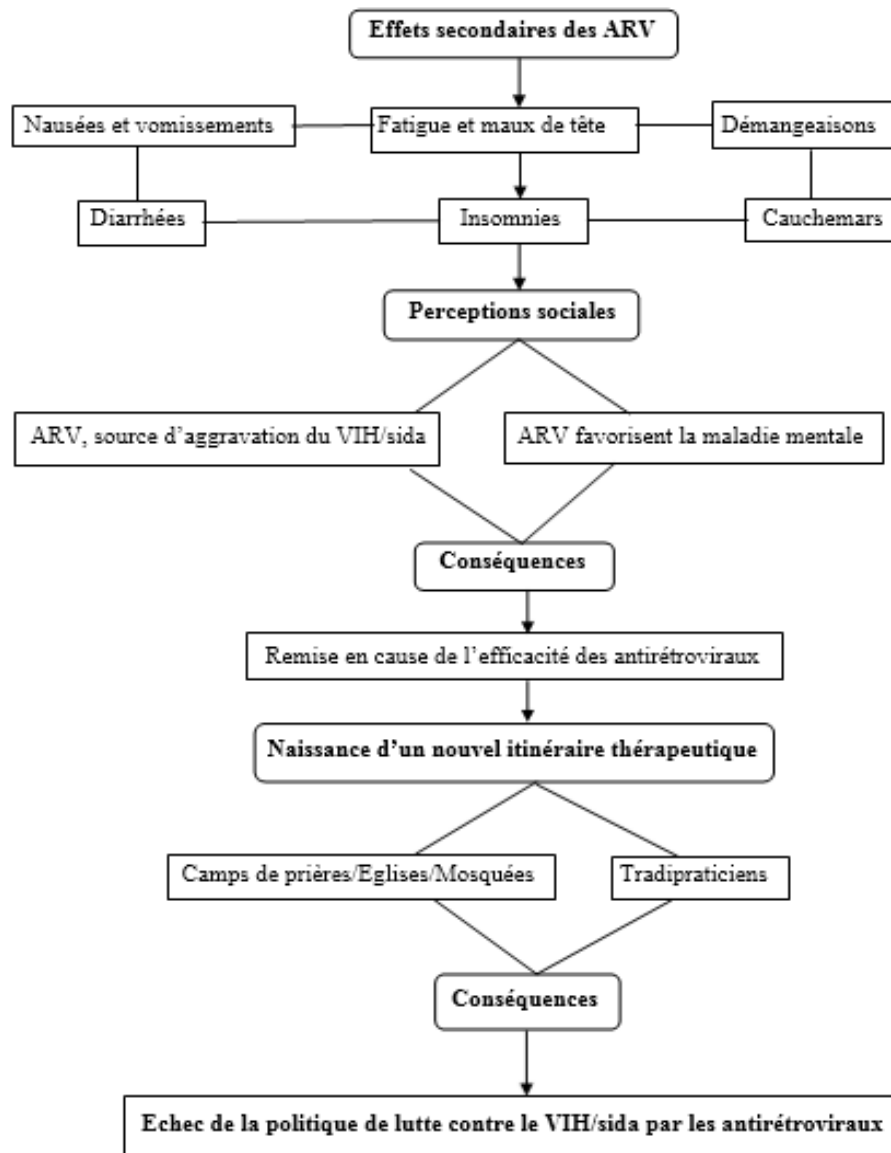 Effets secondaires des ARV
Nausées et vomissements
Fatigue et maux de tête
Démangeaisons
Diarrhées
Insomnies
Cauchemars
Perceptions sociales
ARV, source d’aggravation du VIH/sida
ARV favorisent la maladie mentale
Conséquences
Remise en cause de l’efficacité des antirétroviraux
Naissance d’un nouvel itinéraire thérapeutique
Camps de prières/Eglises/Mosquées
Tradipraticiens
Conséquences
Echec de la politique de lutte contre le VIH/sida par les antirétroviraux